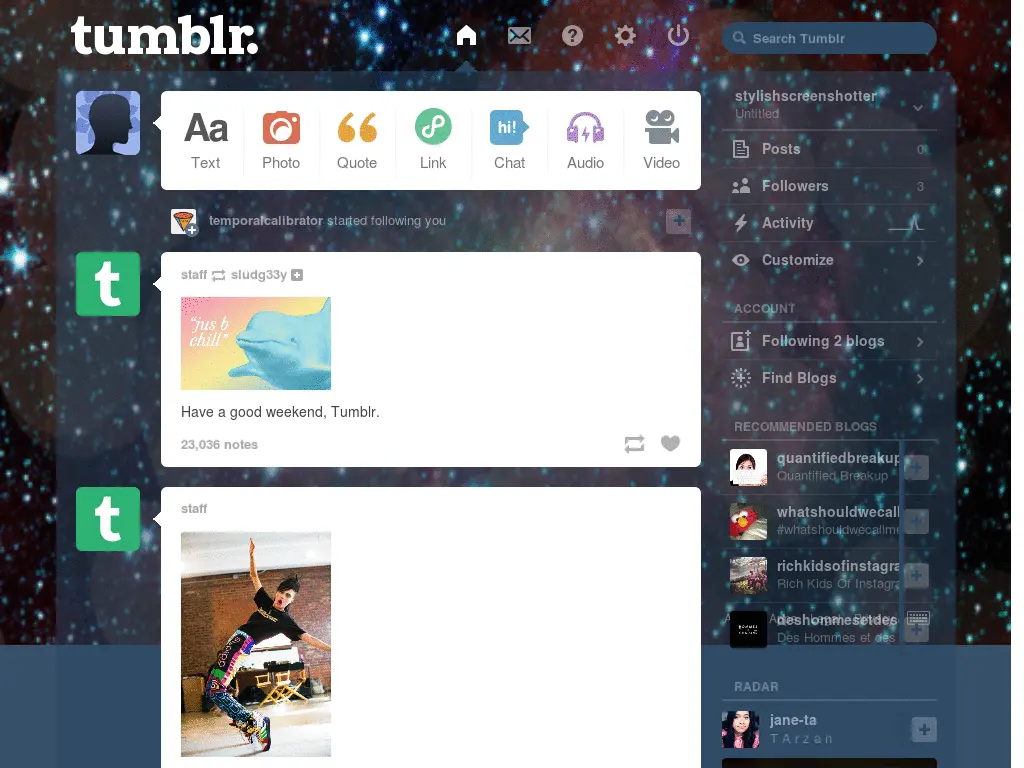 tumblr.
Search Tumblr
Aa
Text
Photo
Quote
Link
hi!
Chat
Audio
Video
temporalcalibrator started following you
staff sludg33y
"jus b
chill"
Have a good weekend, Tumblr.
23,036 notes
staff
stylishscreenshotter
Untitled
Posts 0
Followers 3
Activity
Customize
ACCOUNT
Following 2 blogs
Find Blogs
RECOMMENDED BLOGS
quantifiedbreakup
Quantified Breakup
whatshouldwecall
#whatshouldwecallme
richkidsofinstagra
Rich Kids Of Instagra
deshommesetdes
Des Hommes et des
RADAR
jane-ta
T A r z a n